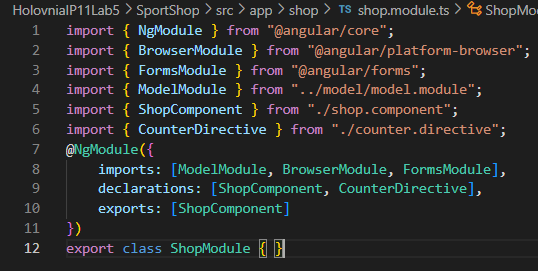 HolovniaIP11Lab5 > SportShop > src > app > shop > TS shop.module.ts > ShopMo
1 import { NgModule } from "@angular/core";
2 import { BrowserModule } from "@angular/platform-browser";
3 import { FormsModule } from "@angular/forms";
4 import { ModelModule } from "../model/model.module";
5 import { ShopComponent } from "./shop.component";
6 import { CounterDirective } from "./counter.directive";
7 @NgModule({
8     imports: [ModelModule, BrowserModule, FormsModule],
9     declarations: [ShopComponent, CounterDirective],
10     exports: [ShopComponent]
11 })
12 export class ShopModule { }